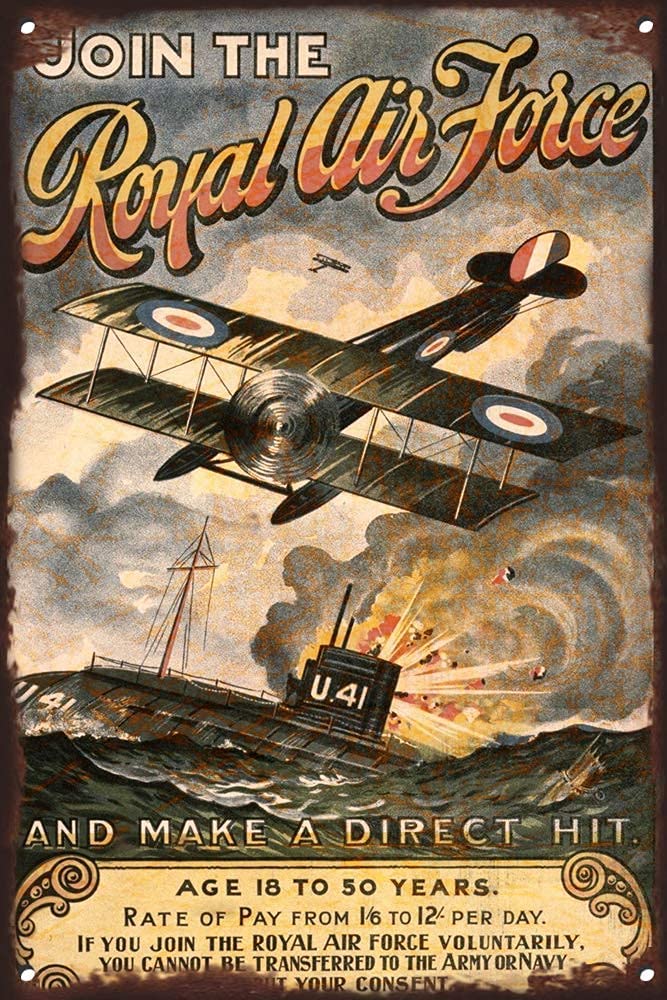 JOIN THE
Royal Air Force
U.41
U 41
AND MAKE A DIRECT HIT.
AGE 18 TO 50 YEARS.
RATE OF PAY FROM 1/6 TO 12/- PER DAY.
IF YOU JOIN THE ROYAL AIR FORCE VOLUNTARILY,
YOU CANNOT BE TRANSFERRED TO THE ARMY OR NAVY
YOUR CONSENT